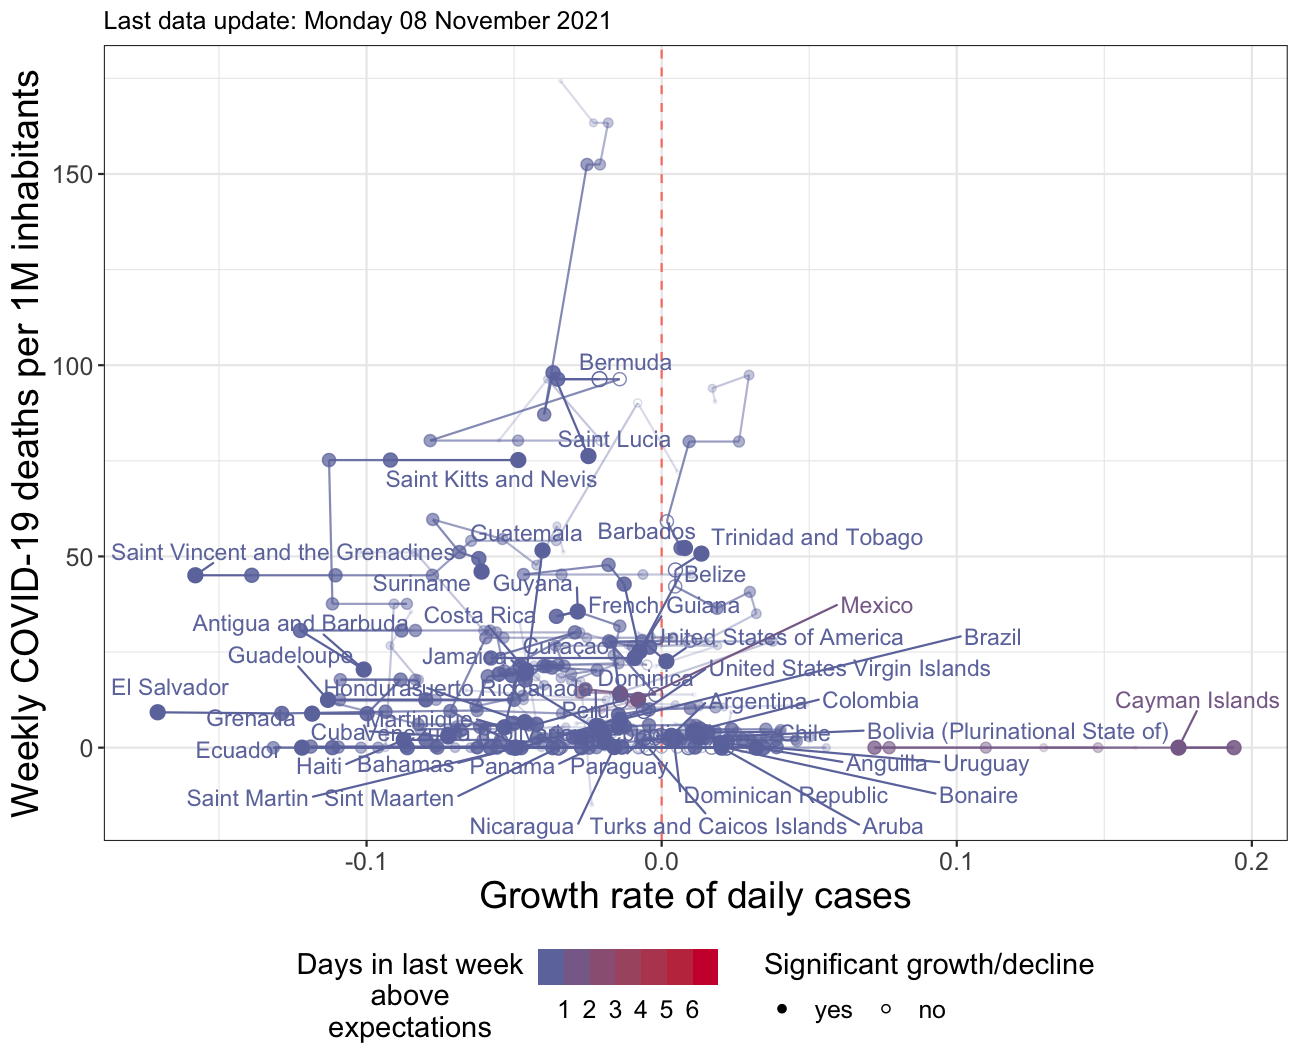 Last data update: Monday 08 November 2021
Weekly COVID-19 deaths per 1M inhabitants
150
100
50
0
Bermuda
Saint Lucia
Saint Kitts and Nevis
Guatemala
Barbados
Trinidad and Tobago
Saint Vincent and the Grenadines
Suriname
Guyana
Belize
French Guiana
Mexico
Antigua and Barbuda
Costa Rica
United States of America
Brazil
Guadeloupe
Jamaica
Curaçao
United States Virgin Islands
El Salvador
Honduras
Puerto Rico
Canada
Dominica
Peru
Argentina
Colombia
Cayman Islands
Grenada
Martinique
Cuba
Venezuela
Chile
Bolivia (Plurinational State of)
Ecuador
Haiti
Bahamas
Panama
Paraguay
Anguilla
Uruguay
Saint Martin
Sint Maarten
Dominican Republic
Bonaire
Nicaragua
Turks and Caicos Islands
Aruba
-0.1
0.0
0.1
0.2
Growth rate of daily cases
Days in last week
above
expectations
1 2 3 4 5 6
Significant growth/decline
yes
no